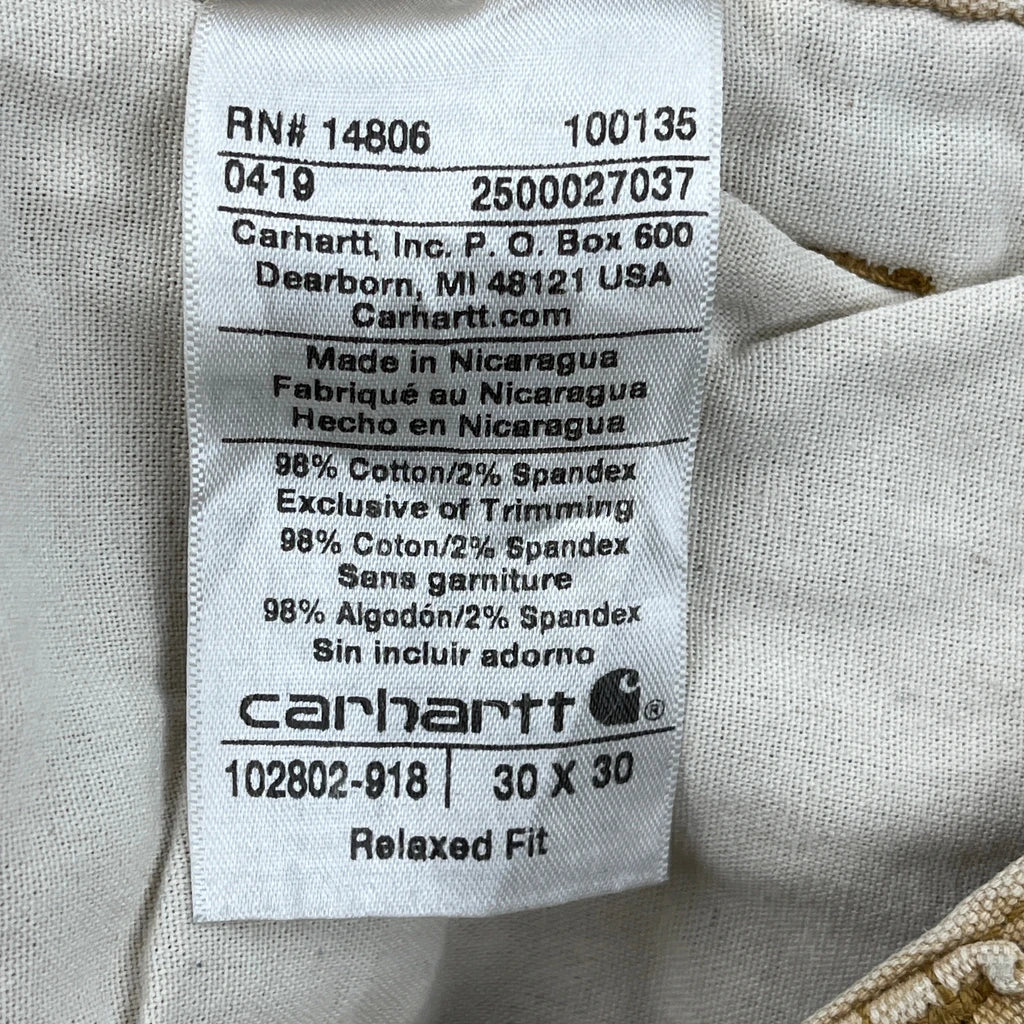 RN# 14806 100135
0419 2500027037
Carhartt, Inc. P. O. Box 600
Dearborn, MI 48121 USA
Carhartt.com
Made in Nicaragua
Fabriqué au Nicaragua
Hecho en Nicaragua
98% Cotton/2% Spandex
Exclusive of Trimming
98% Coton/2% Spandex
Sans garniture
98% Algodón/2% Spandex
Sin incluir adorno
carhartt ®
102802-918 | 30 X 30
Relaxed Fit